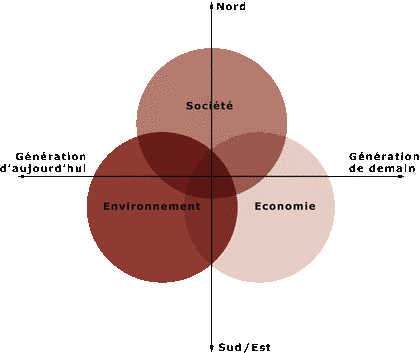 Nord
Société
Génération
d'aujourd'hui
Génération
de demain
Environnement
Economie
Sud/Est